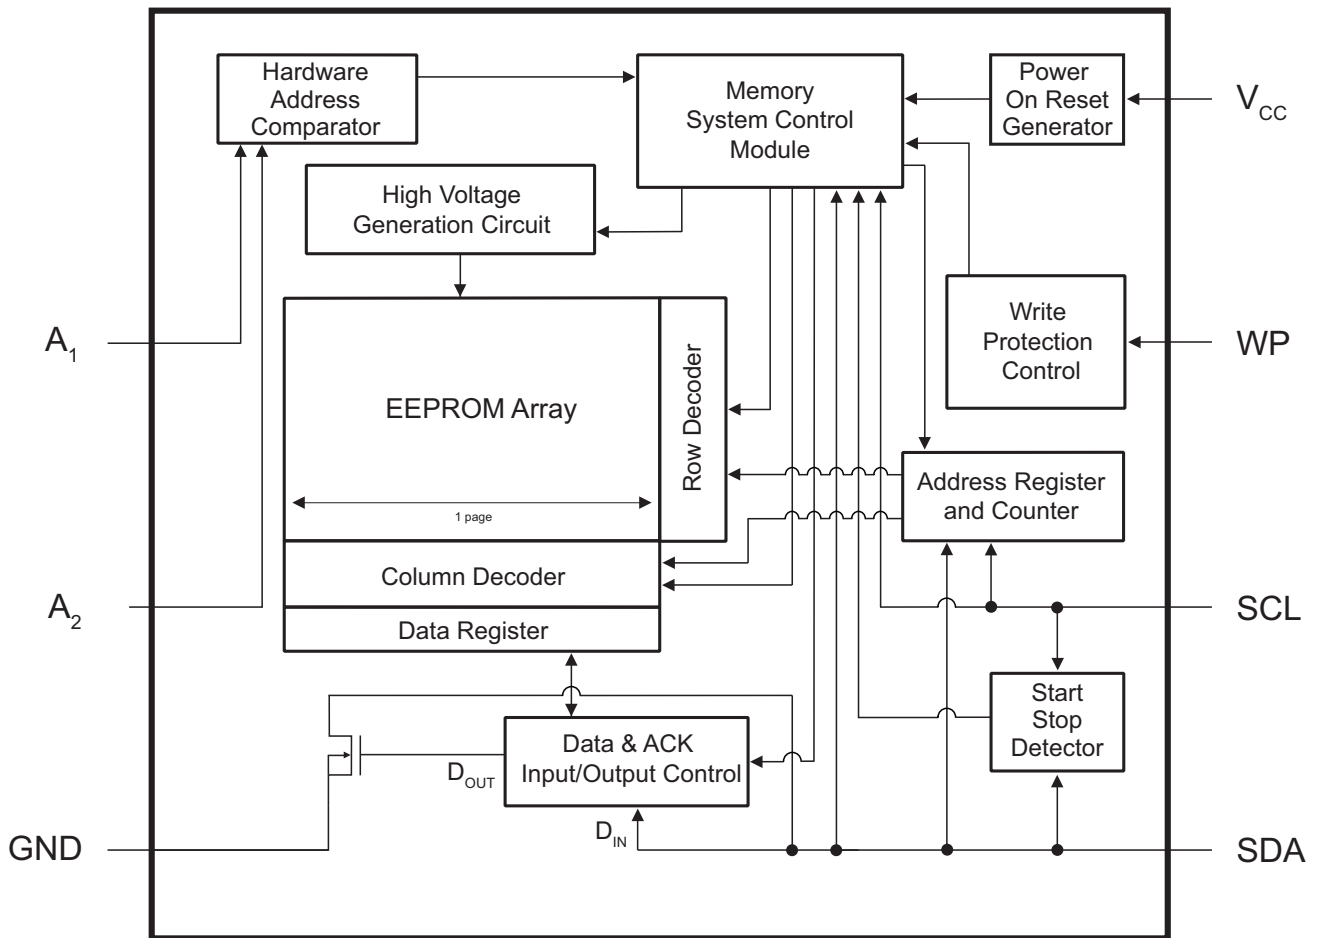 Hardware
Address
Comparator
Memory
System Control
Module
Power
On Reset
Generator
VCC
High Voltage
Generation Circuit
A1
EEPROM Array
1 page
Row Decoder
Write
Protection
Control
WP
Address Register
and Counter
Column Decoder
Data Register
A2
SCL
Start
Stop
Detector
Data & ACK
Input/Output Control
DOUT
DIN
GND
SDA